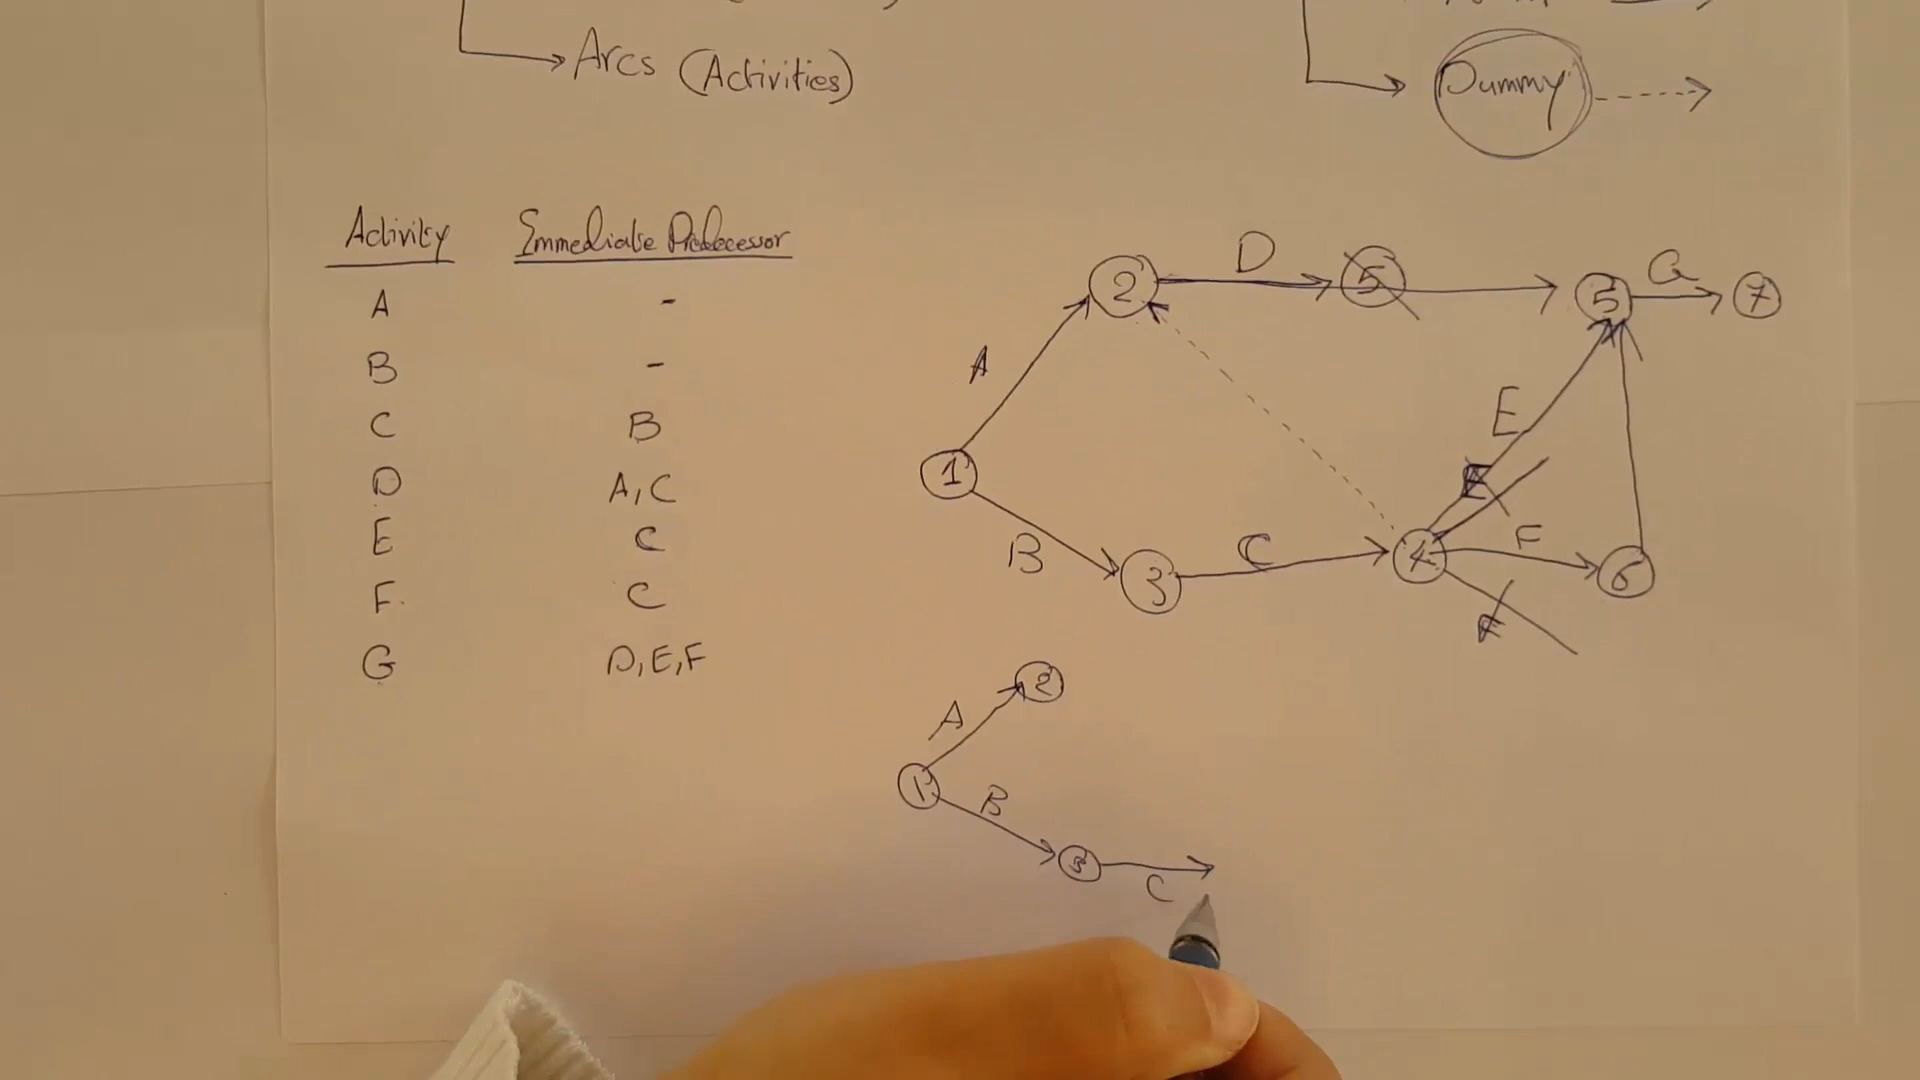 Arcs (Activities)
Dummy
Activity Immediate Predecessor
A -
B -
C B
D A,C
E C
F C
G D,E,F
D
2 5 5 G 7
A
E
1
B 3 C 4 F 6
A 2
1 B
3 C